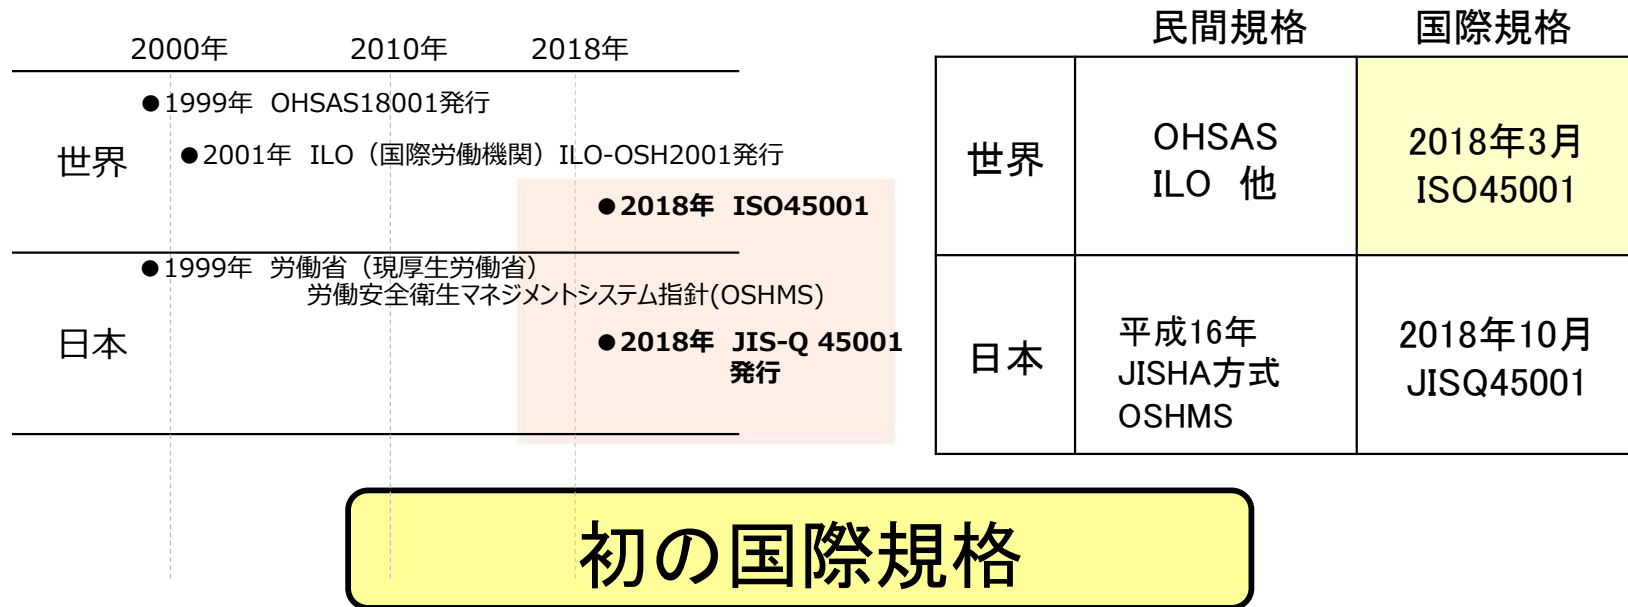 2000年 2010年 2018年
世界
●1999年 OHSAS18001発行
●2001年 ILO（国際労働機関）ILO-OSH2001発行
●2018年 ISO45001
日本
●1999年 労働省（現厚生労働省）
労働安全衛生マネジメントシステム指針(OSHMS)
●2018年 JIS-Q 45001
発行
民間規格 国際規格
世界
OHSAS
ILO 他
2018年3月
ISO45001
日本
平成16年
JISHA方式
OSHMS
2018年10月
JISQ45001
初の国際規格